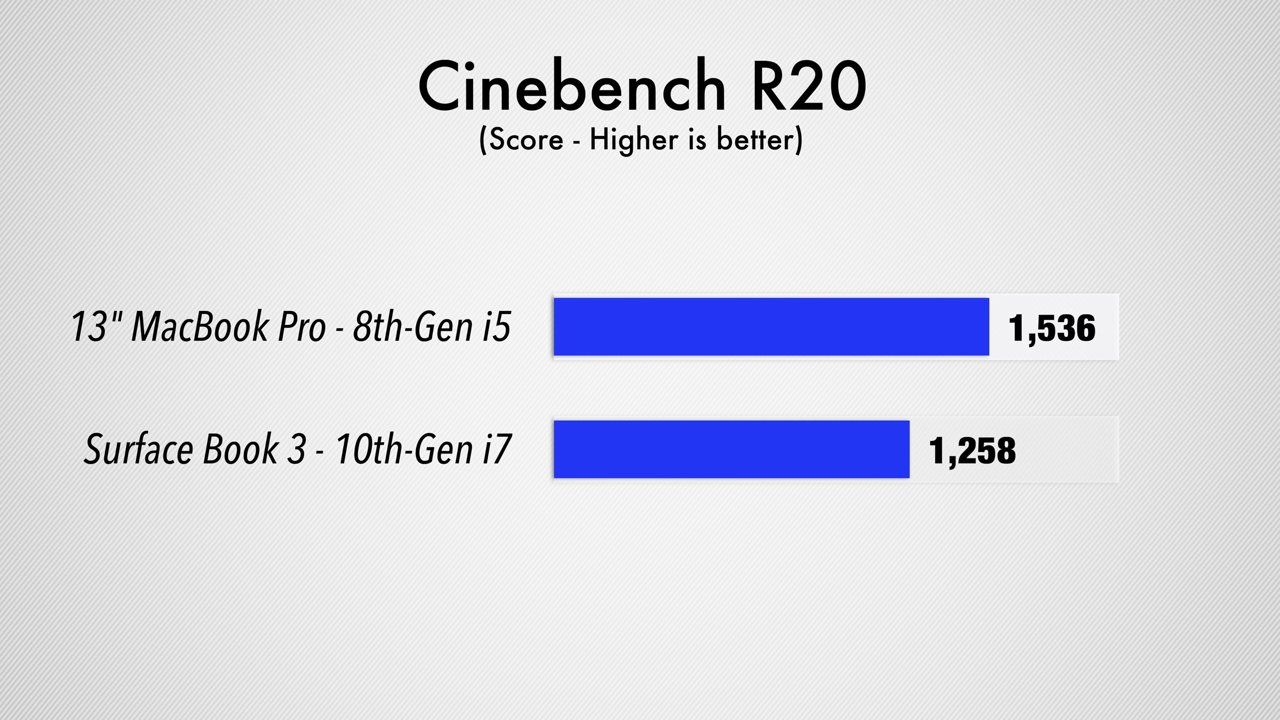 Cinebench R20
(Score - Higher is better)
13" MacBook Pro - 8th-Gen i5 1,536
Surface Book 3 - 10th-Gen i7 1,258